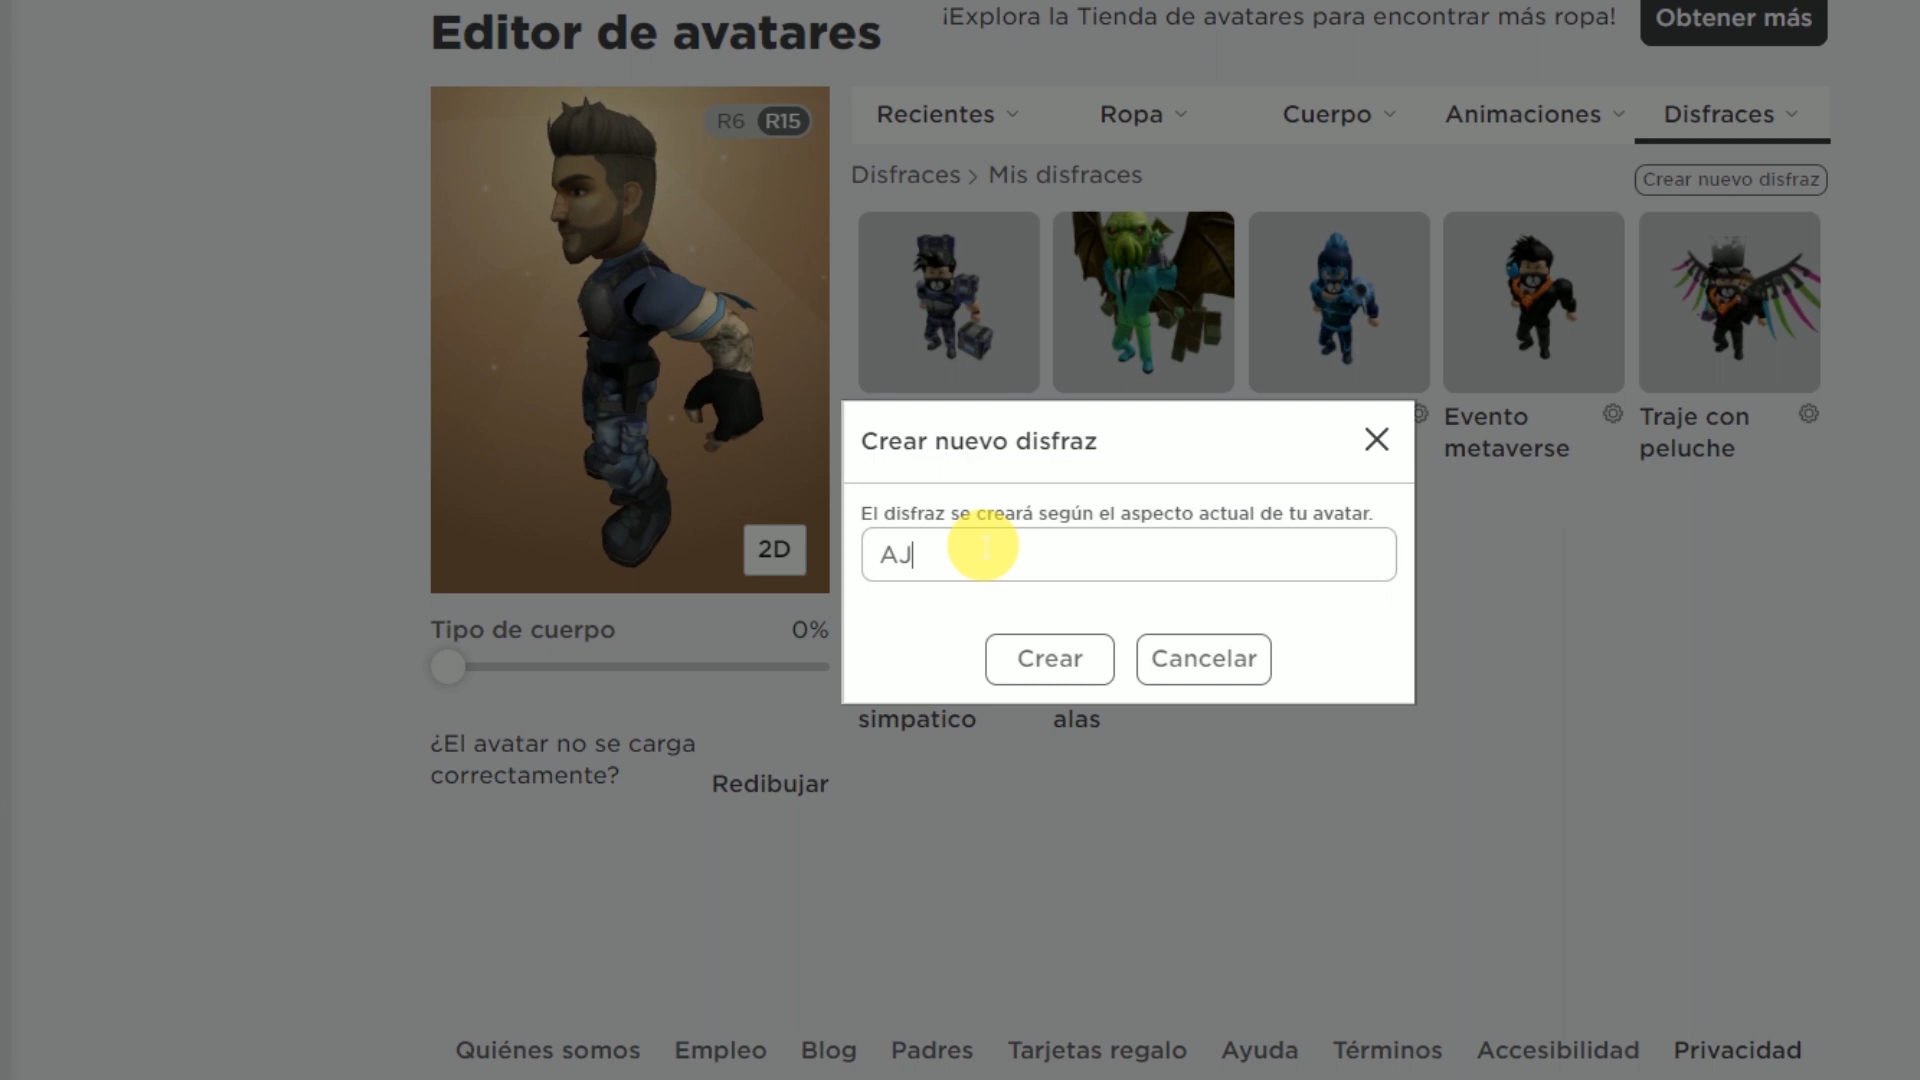 Editor de avatares
¡Explora la Tienda de avatares para encontrar más ropa!
Obtener más
R6 R15
Recientes
Ropa
Cuerpo
Animaciones
Disfraces
Disfraces > Mis disfraces
Crear nuevo disfraz
Evento
metaverse
Traje con
peluche
Crear nuevo disfraz
El disfraz se creará según el aspecto actual de tu avatar.
AJ
Crear
Cancelar
2D
Tipo de cuerpo
0%
simpatico
alas
¿El avatar no se carga
correctamente?
Redibujar
Quiénes somos
Empleo
Blog
Padres
Tarjetas regalo
Ayuda
Términos
Accesibilidad
Privacidad